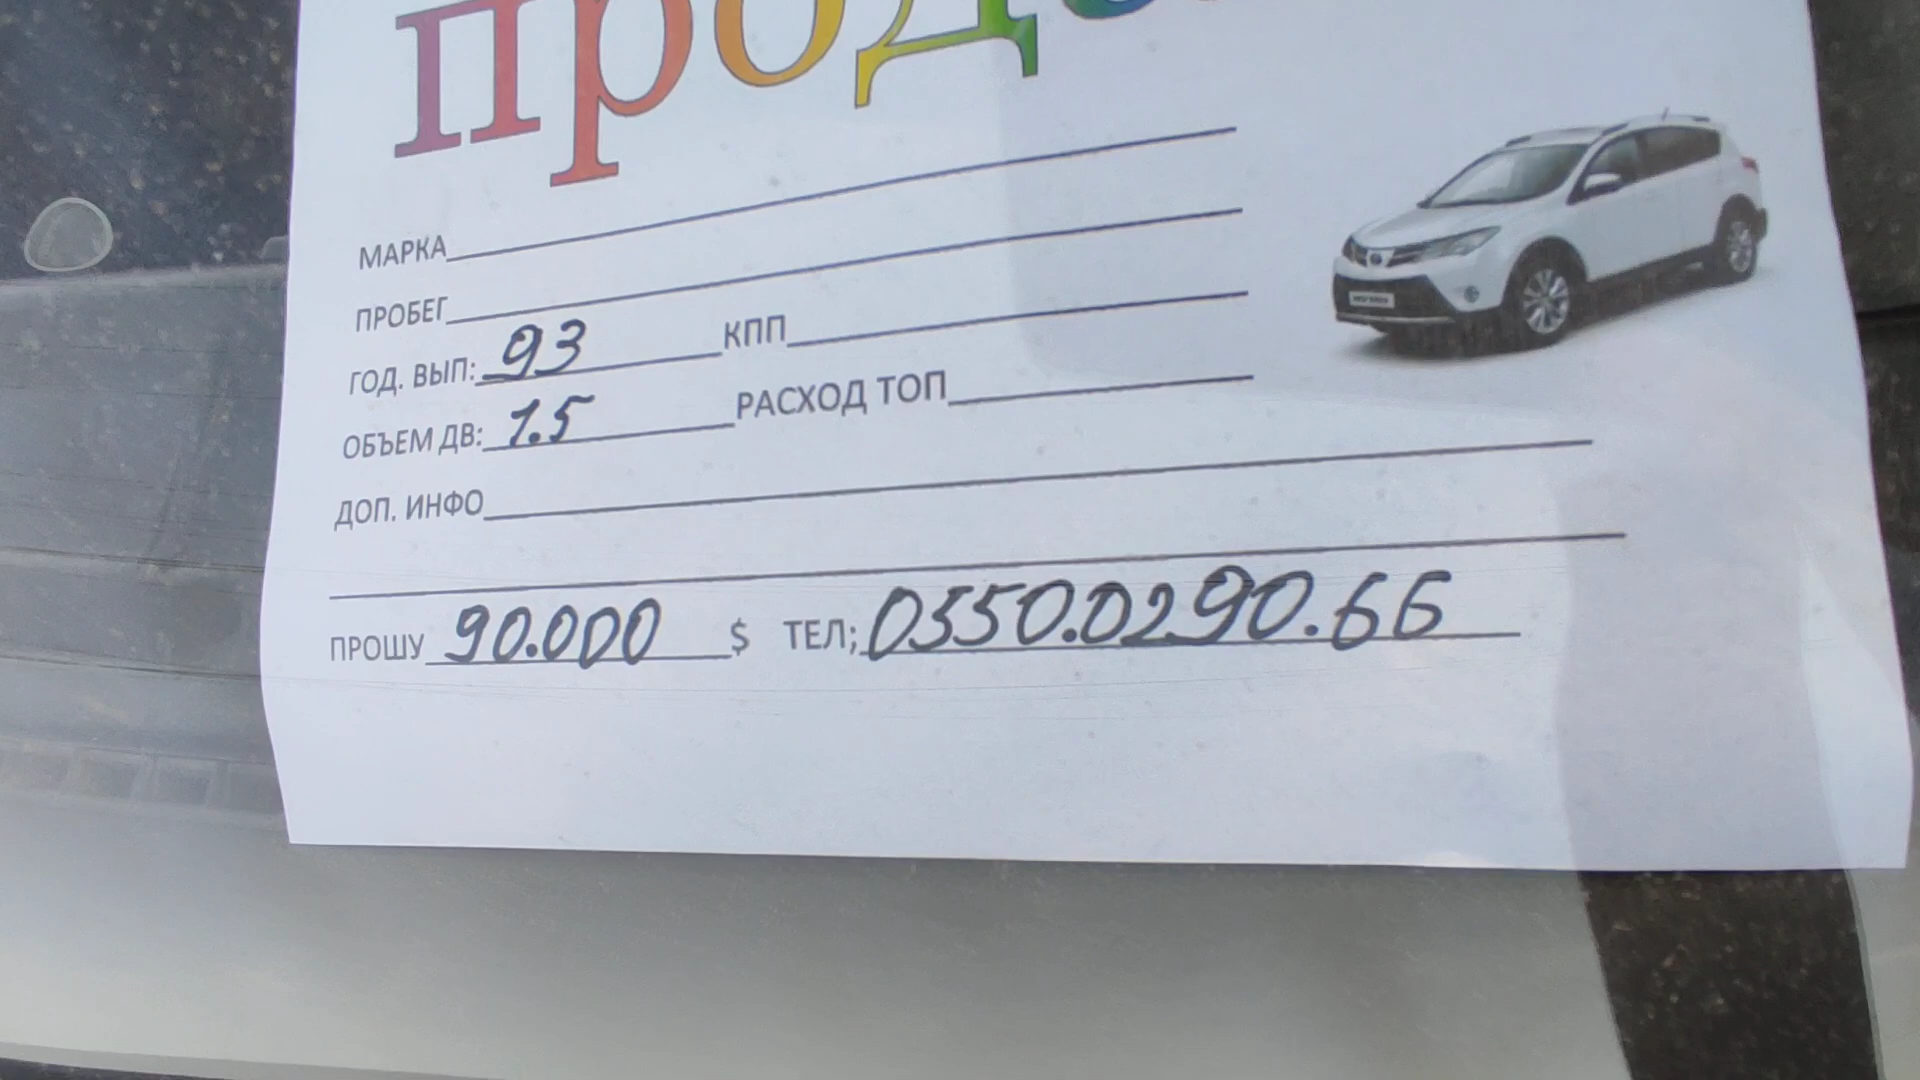 прода
МАРКА
ПРОБЕГ
ГОД. ВЫП: 93 КПП
ОБЪЕМ ДВ: 1.5 РАСХОД ТОП
ДОП. ИНФО
ПРОШУ 90.000 $ ТЕЛ; 0550.0290.66